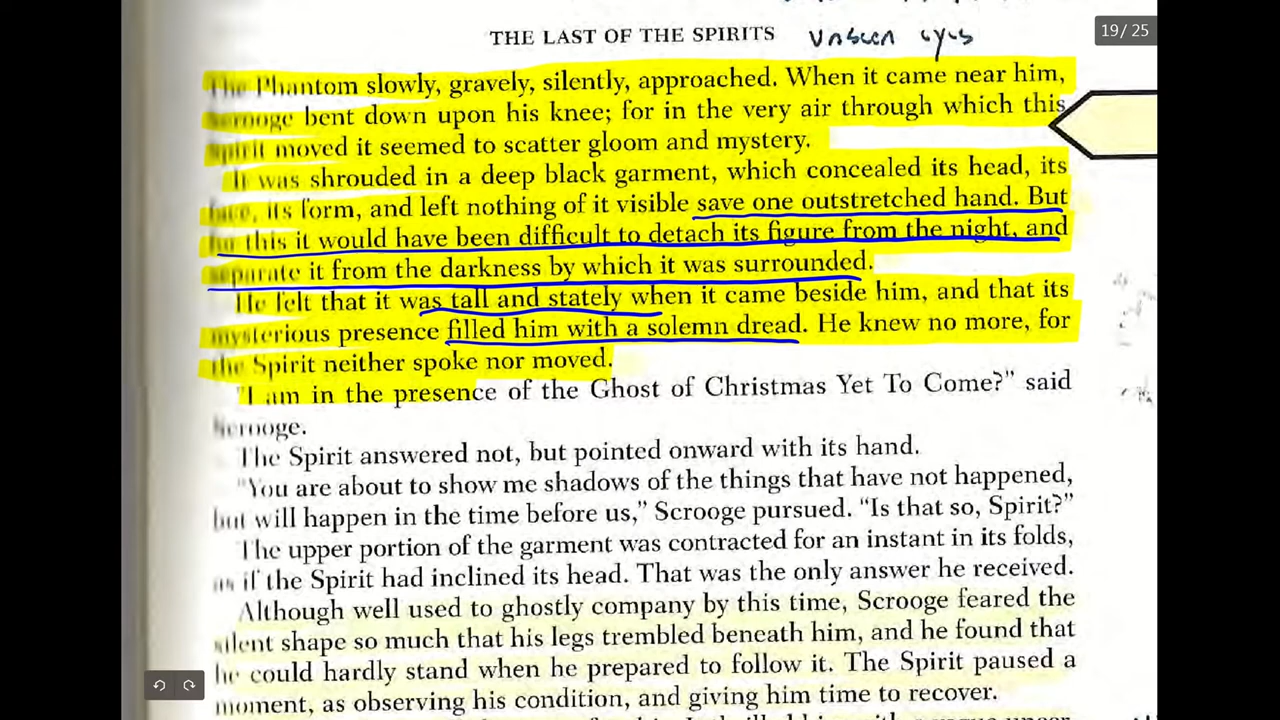 THE LAST OF THE SPIRITS unseen eyes
19/25
The Phantom slowly, gravely, silently, approached. When it came near him,
Scrooge bent down upon his knee; for in the very air through which this
Spirit moved it seemed to scatter gloom and mystery.
It was shrouded in a deep black garment, which concealed its head, its
face, its form, and left nothing of it visible save one outstretched hand. But
for this it would have been difficult to detach its figure from the night, and
separate it from the darkness by which it was surrounded.
He felt that it was tall and stately when it came beside him, and that its
mysterious presence filled him with a solemn dread. He knew no more, for
the Spirit neither spoke nor moved.
"I am in the presence of the Ghost of Christmas Yet To Come?" said
Scrooge.
The Spirit answered not, but pointed onward with its hand.
"You are about to show me shadows of the things that have not happened,
but will happen in the time before us," Scrooge pursued. "Is that so, Spirit?"
The upper portion of the garment was contracted for an instant in its folds,
as if the Spirit had inclined its head. That was the only answer he received.
Although well used to ghostly company by this time, Scrooge feared the
silent shape so much that his legs trembled beneath him, and he found that
he could hardly stand when he prepared to follow it. The Spirit paused a
moment, as observing his condition, and giving him time to recover.